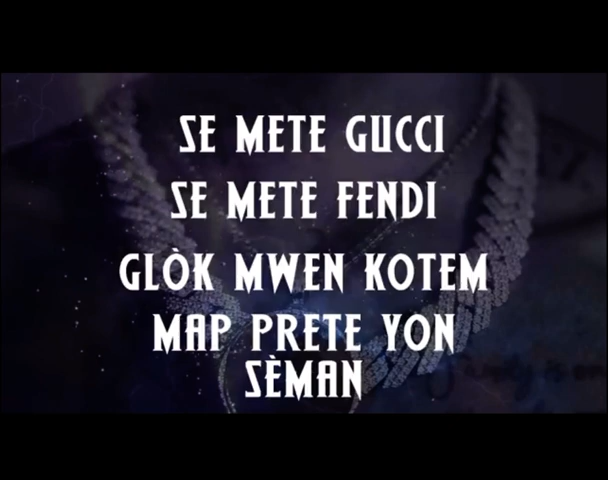 SE METE GUCCI
SE METE FENDI
GLÒK MWEN KOTEM
MAP PRETE YON
SÈMAN